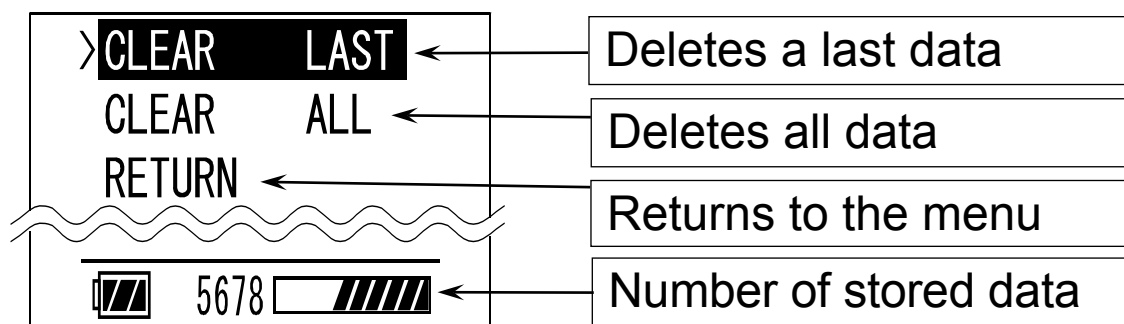 CLEAR LAST
Deletes a last data
CLEAR ALL
Deletes all data
RETURN
Returns to the menu
5678
Number of stored data